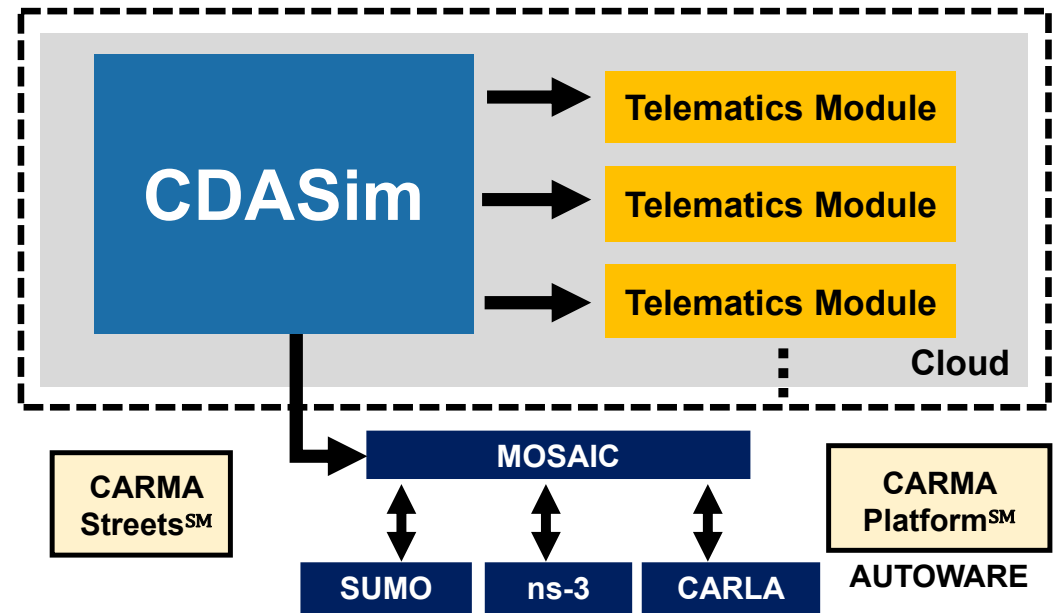 CDASim
Telematics Module
Telematics Module
Telematics Module
Cloud
MOSAIC
CARMA
Streets℠
CARMA
Platform℠
AUTOWARE
SUMO
ns-3
CARLA